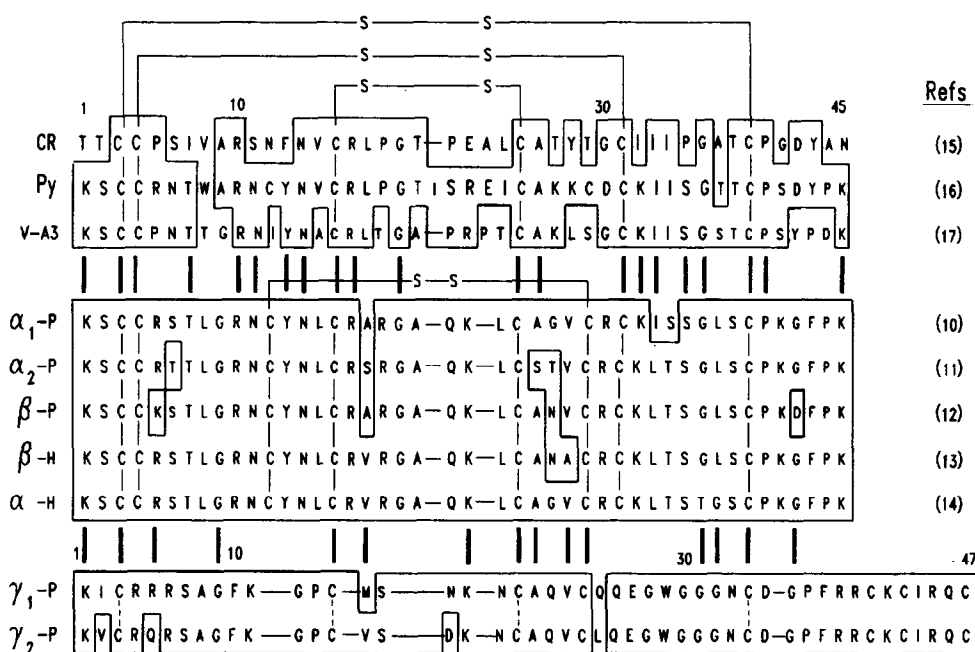 S S
S S
S S
1 10 30 45 Refs
CR T T C C P S I V A R S N F N V C R L P G T — P E A L C A T Y T G C I I I P G A T C P G D Y A N (15)
Py K S C C R N T W A R N C Y N V C R L P G T I S R E I C A K K C D C K I I S G T T C P S D Y P K (16)
V-A3 K S C C P N T T G R N I Y N A C R L T G A — P R P T C A K L S G C K I I S G S T C P S Y P D K (17)
S — S
α1-P K S C C R S T L G R N C Y N L C R A R G A — Q K — L C A G V C R C K I S S G L S C P K G F P K (10)
α2-P K S C C R T T L G R N C Y N L C R S R G A — Q K — L C S T V C R C K L T S G L S C P K G F P K (11)
β-P K S C C K S T L G R N C Y N L C R A R G A — Q K — L C A N V C R C K L T S G L S C P K D F P K (12)
β-H K S C C R S T L G R N C Y N L C R V R G A — Q K — L C A N A C R C K L T S G L S C P K G F P K (13)
α-H K S C C R S T L G R N C Y N L C R V R G A — Q K — L C A G V C R C K L T S T G S C P K G F P K (14)
1 10 30 47
γ1-P K I C R R R S A G F K — G P C — M S — N K — N C A Q V C Q Q E G W G G G N C D — G P F R R C K C I R Q C
γ2-P K V C R Q R S A G F K — G P C — V S — D K — N C A Q V C L Q E G W G G G N C D — G P F R R C K C I R Q C